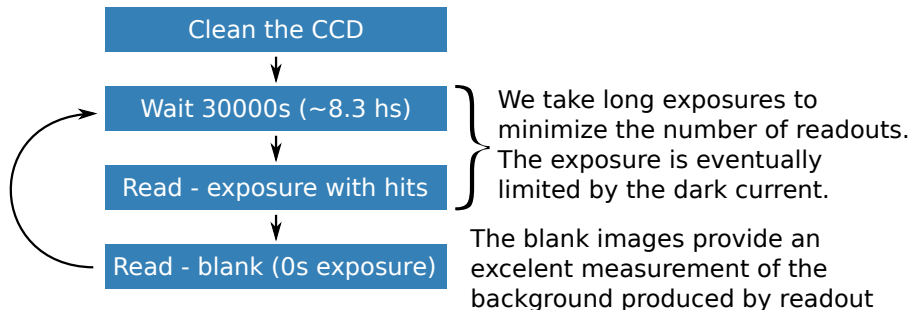 Clean the CCD
Wait 30000s (~8.3 hs)
Read - exposure with hits
Read - blank (0s exposure)
We take long exposures to
minimize the number of readouts.
The exposure is eventually
limited by the dark current.
The blank images provide an
excelent measurement of the
background produced by readout